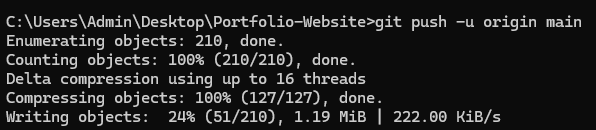 C:\Users\Admin\Desktop\Portfolio-Website>git push -u origin main
Enumerating objects: 210, done.
Counting objects: 100% (210/210), done.
Delta compression using up to 16 threads
Compressing objects: 100% (127/127), done.
Writing objects:  24% (51/210), 1.19 MiB | 222.00 KiB/s